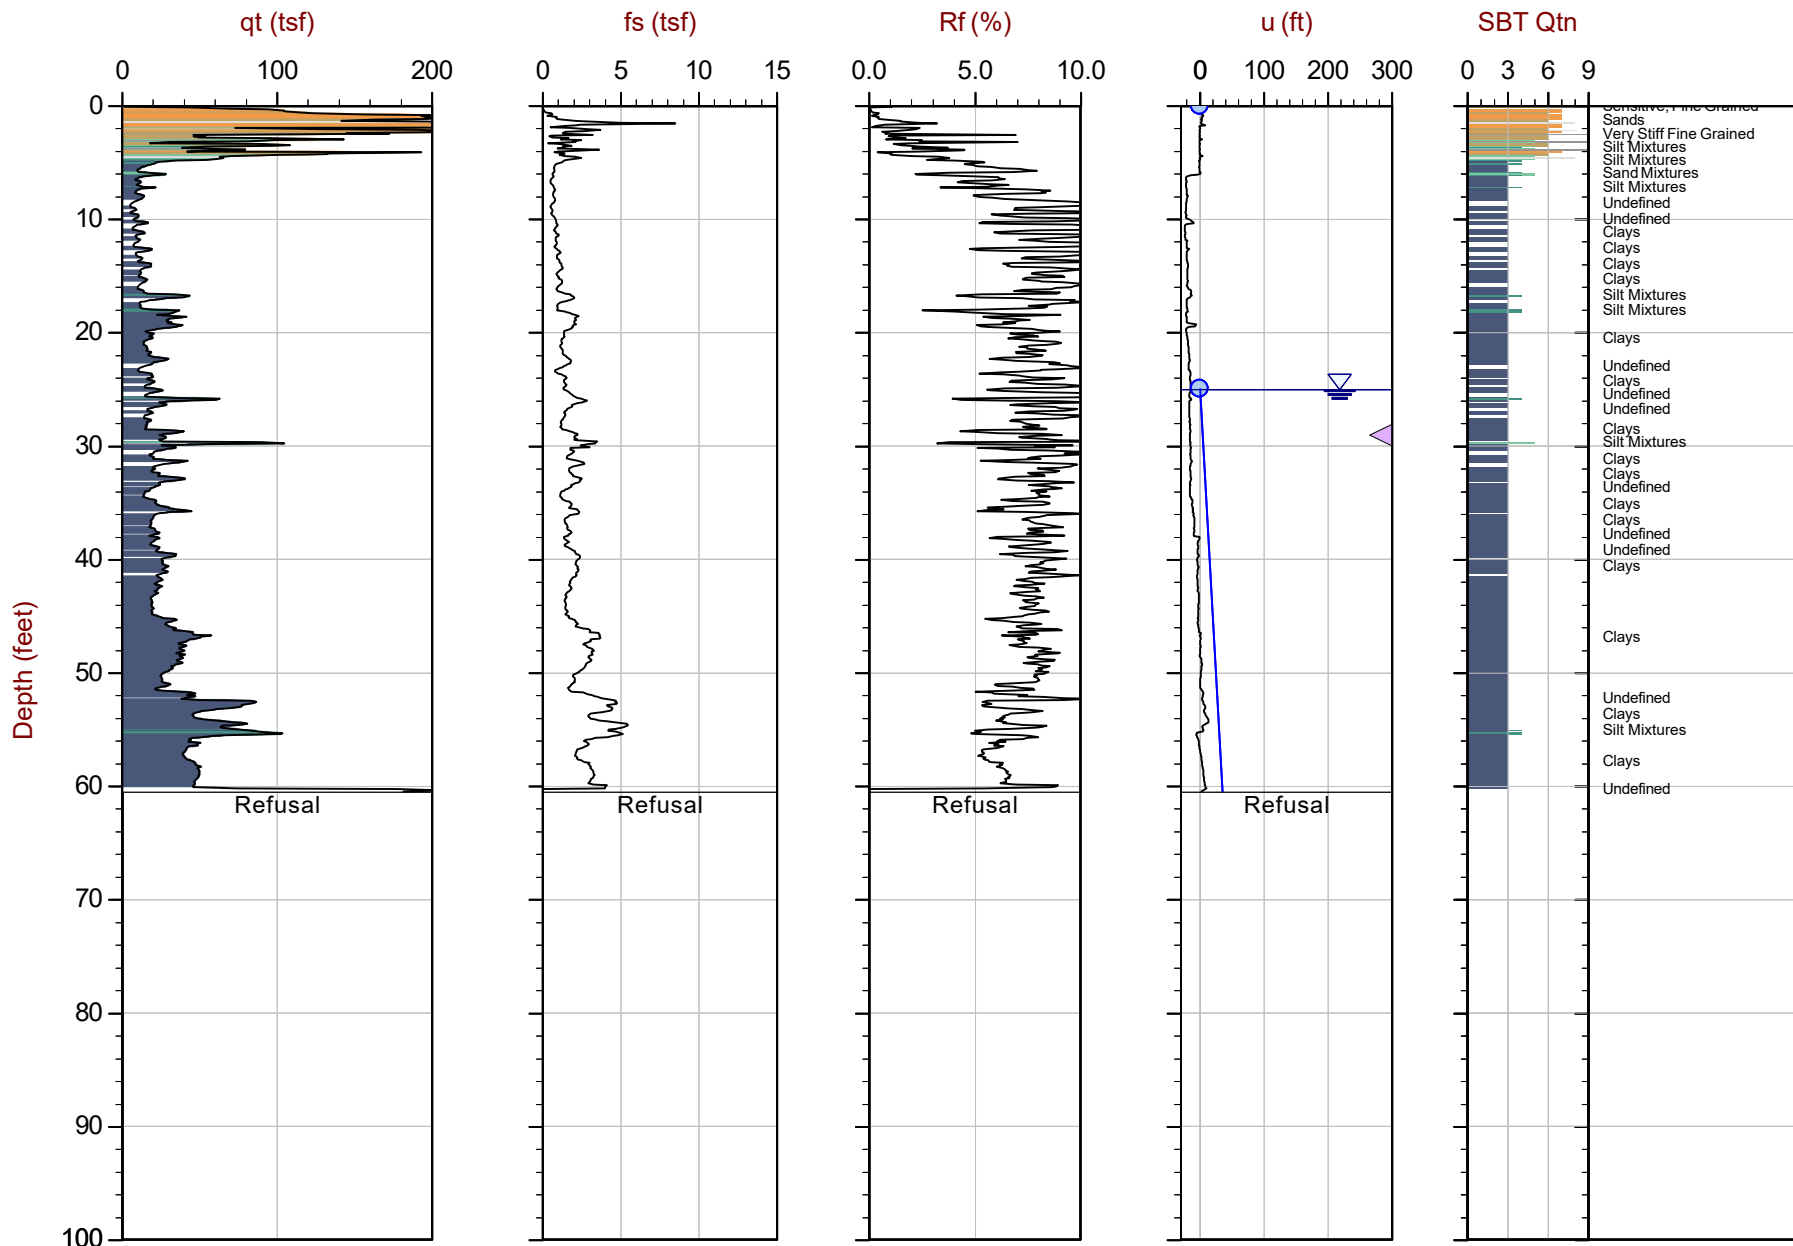 qt (tsf)
fs (tsf)
Rf (%)
u (ft)
SBT Qtn
0 100 200
0 5 10 15
0.0 5.0 10.0
0 100 200 300
0 3 6 9
Depth (feet)
0
10
20
30
40
50
60
70
80
90
100
Refusal
Refusal
Refusal
Refusal
Sensitive, Fine Grained
Sands
Very Stiff Fine Grained
Silt Mixtures
Silt Mixtures
Sand Mixtures
Silt Mixtures
Undefined
Undefined
Clays
Clays
Clays
Clays
Silt Mixtures
Silt Mixtures
Clays
Undefined
Clays
Undefined
Undefined
Clays
Silt Mixtures
Clays
Clays
Undefined
Clays
Clays
Undefined
Undefined
Clays
Clays
Undefined
Clays
Silt Mixtures
Clays
Undefined